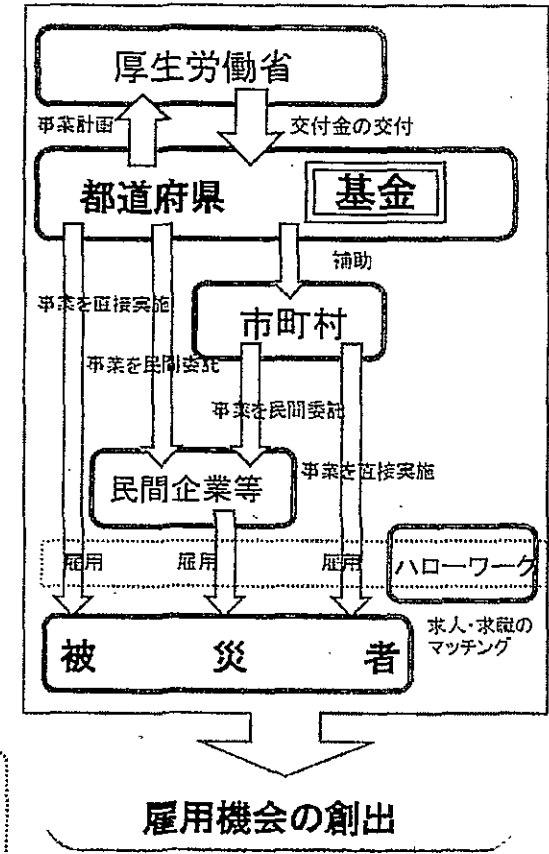 厚生労働省
事業計画
交付金の交付
都道府県
基金
補助
事業を直接実施
市町村
事業を民間委託
事業を民間委託
事業を直接実施
民間企業等
雇用
雇用
雇用
ハローワーク
求人・求職の
マッチング
被災者
雇用機会の創出